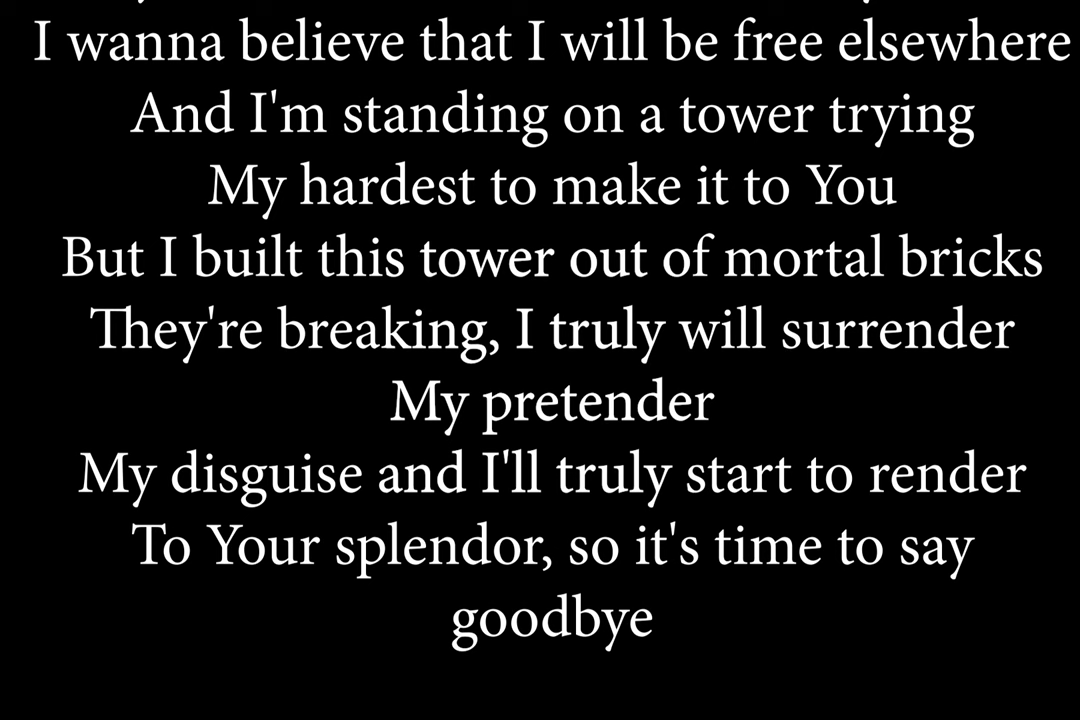 I wanna believe that I will be free elsewhere
And I'm standing on a tower trying
My hardest to make it to You
But I built this tower out of mortal bricks
They're breaking, I truly will surrender
My pretender
My disguise and I'll truly start to render
To Your splendor, so it's time to say
goodbye